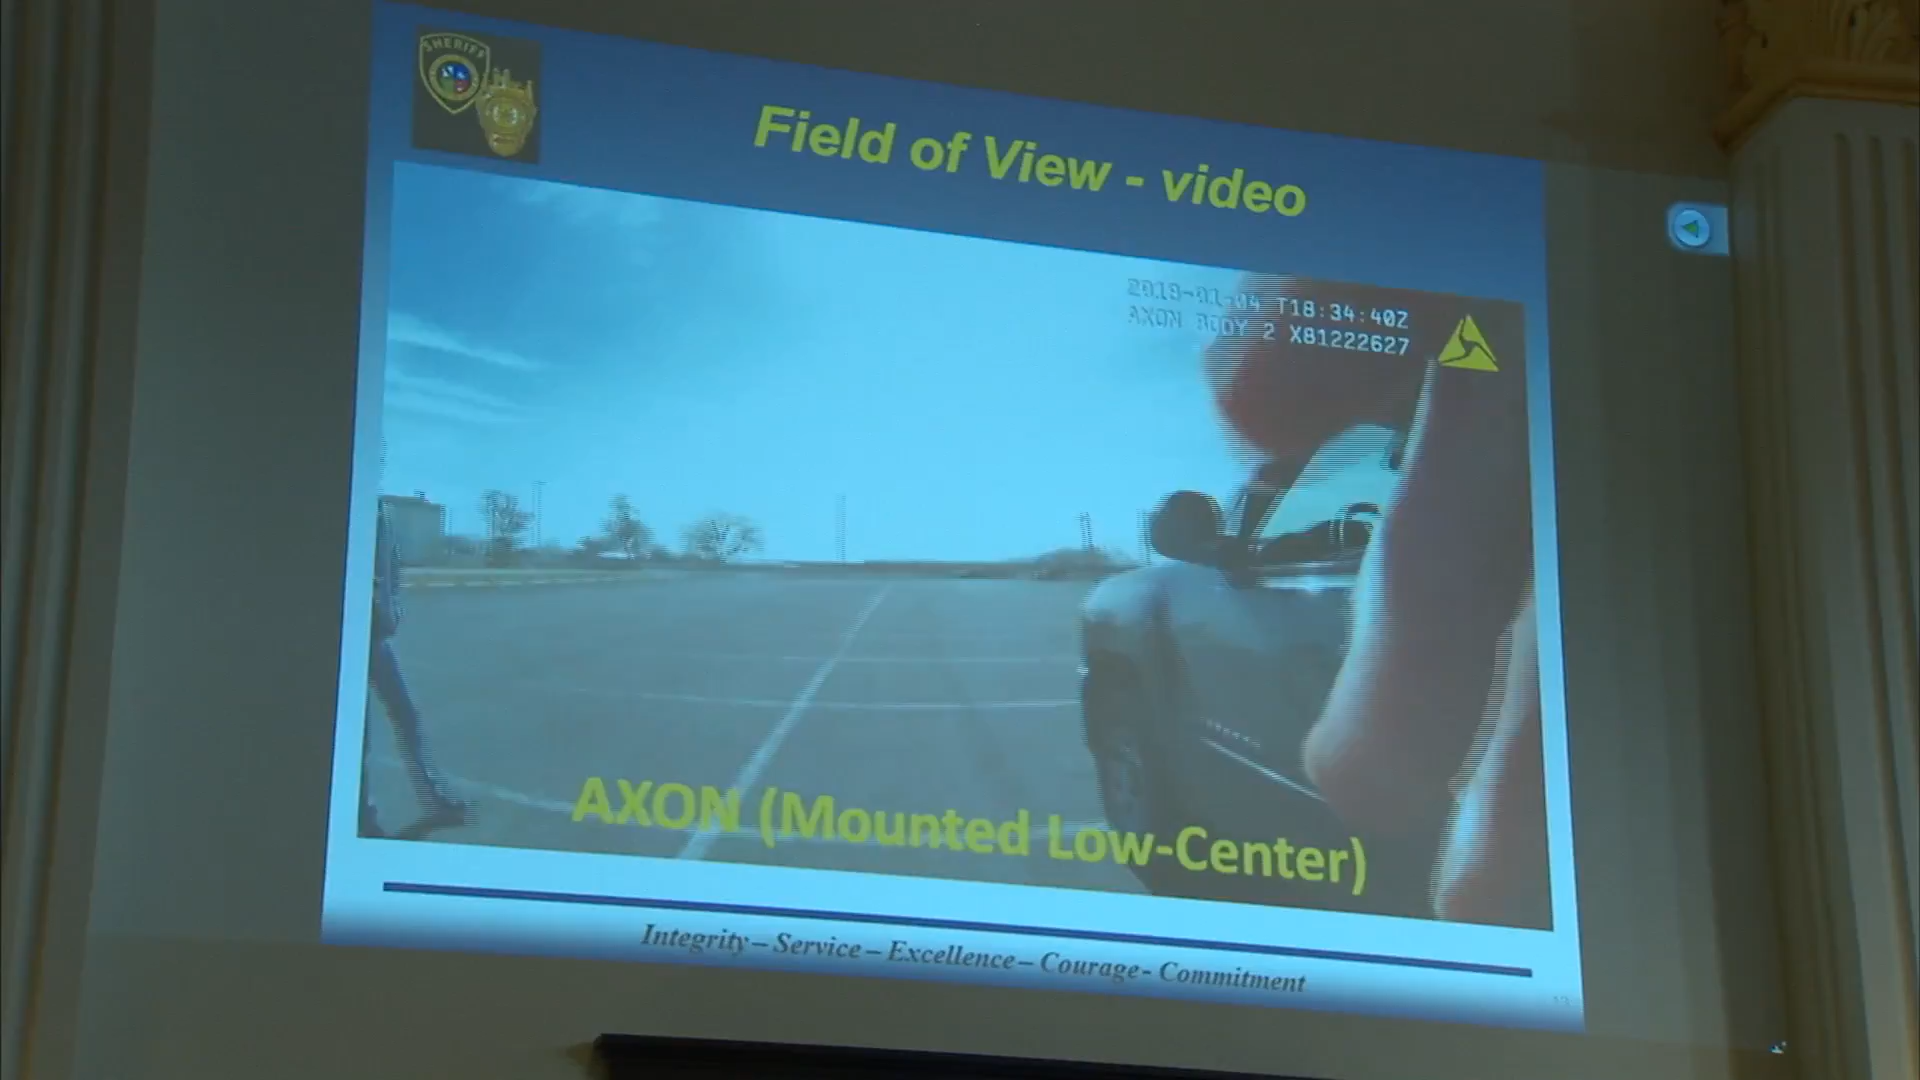 SHERIFF
Field of View - video
2018-01-04 T18:34:40Z
AXON BODY 2 X81222627
AXON (Mounted Low-Center)
Integrity – Service – Excellence – Courage - Commitment